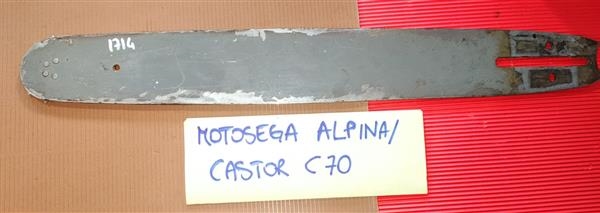 1714
MOTOSEGA ALPINA/
CASTOR C70